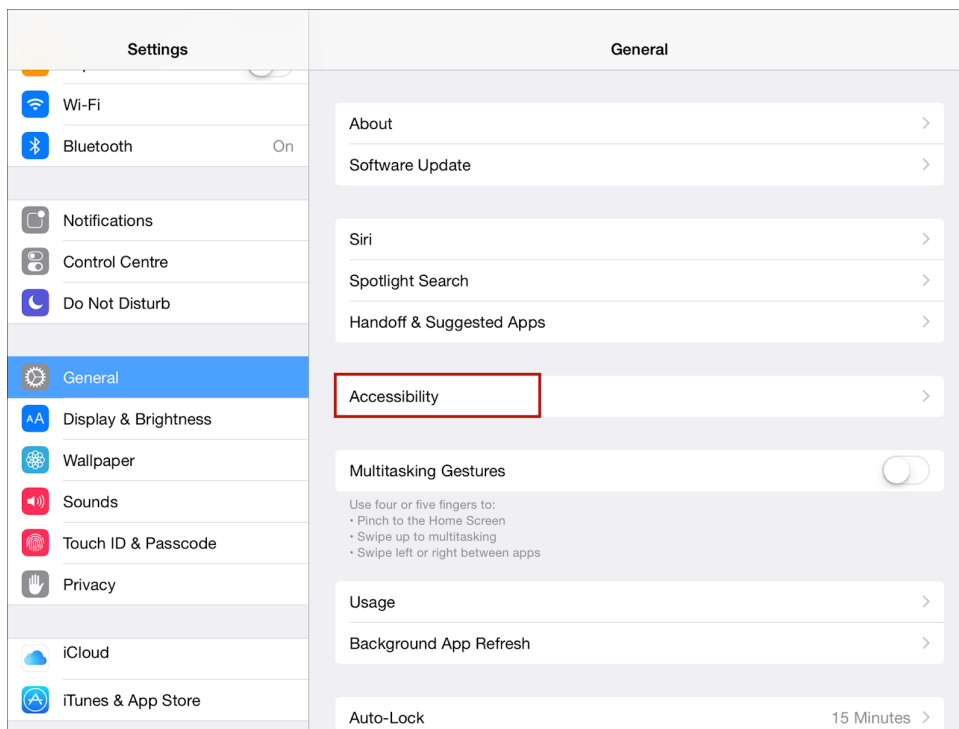 Settings
Wi-Fi
Bluetooth On
Notifications
Control Centre
Do Not Disturb
General
AA Display & Brightness
Wallpaper
Sounds
Touch ID & Passcode
Privacy
iCloud
iTunes & App Store
General
About
Software Update
Siri
Spotlight Search
Handoff & Suggested Apps
Accessibility
Multitasking Gestures
Use four or five fingers to:
• Pinch to the Home Screen
• Swipe up to multitasking
• Swipe left or right between apps
Usage
Background App Refresh
Auto-Lock 15 Minutes